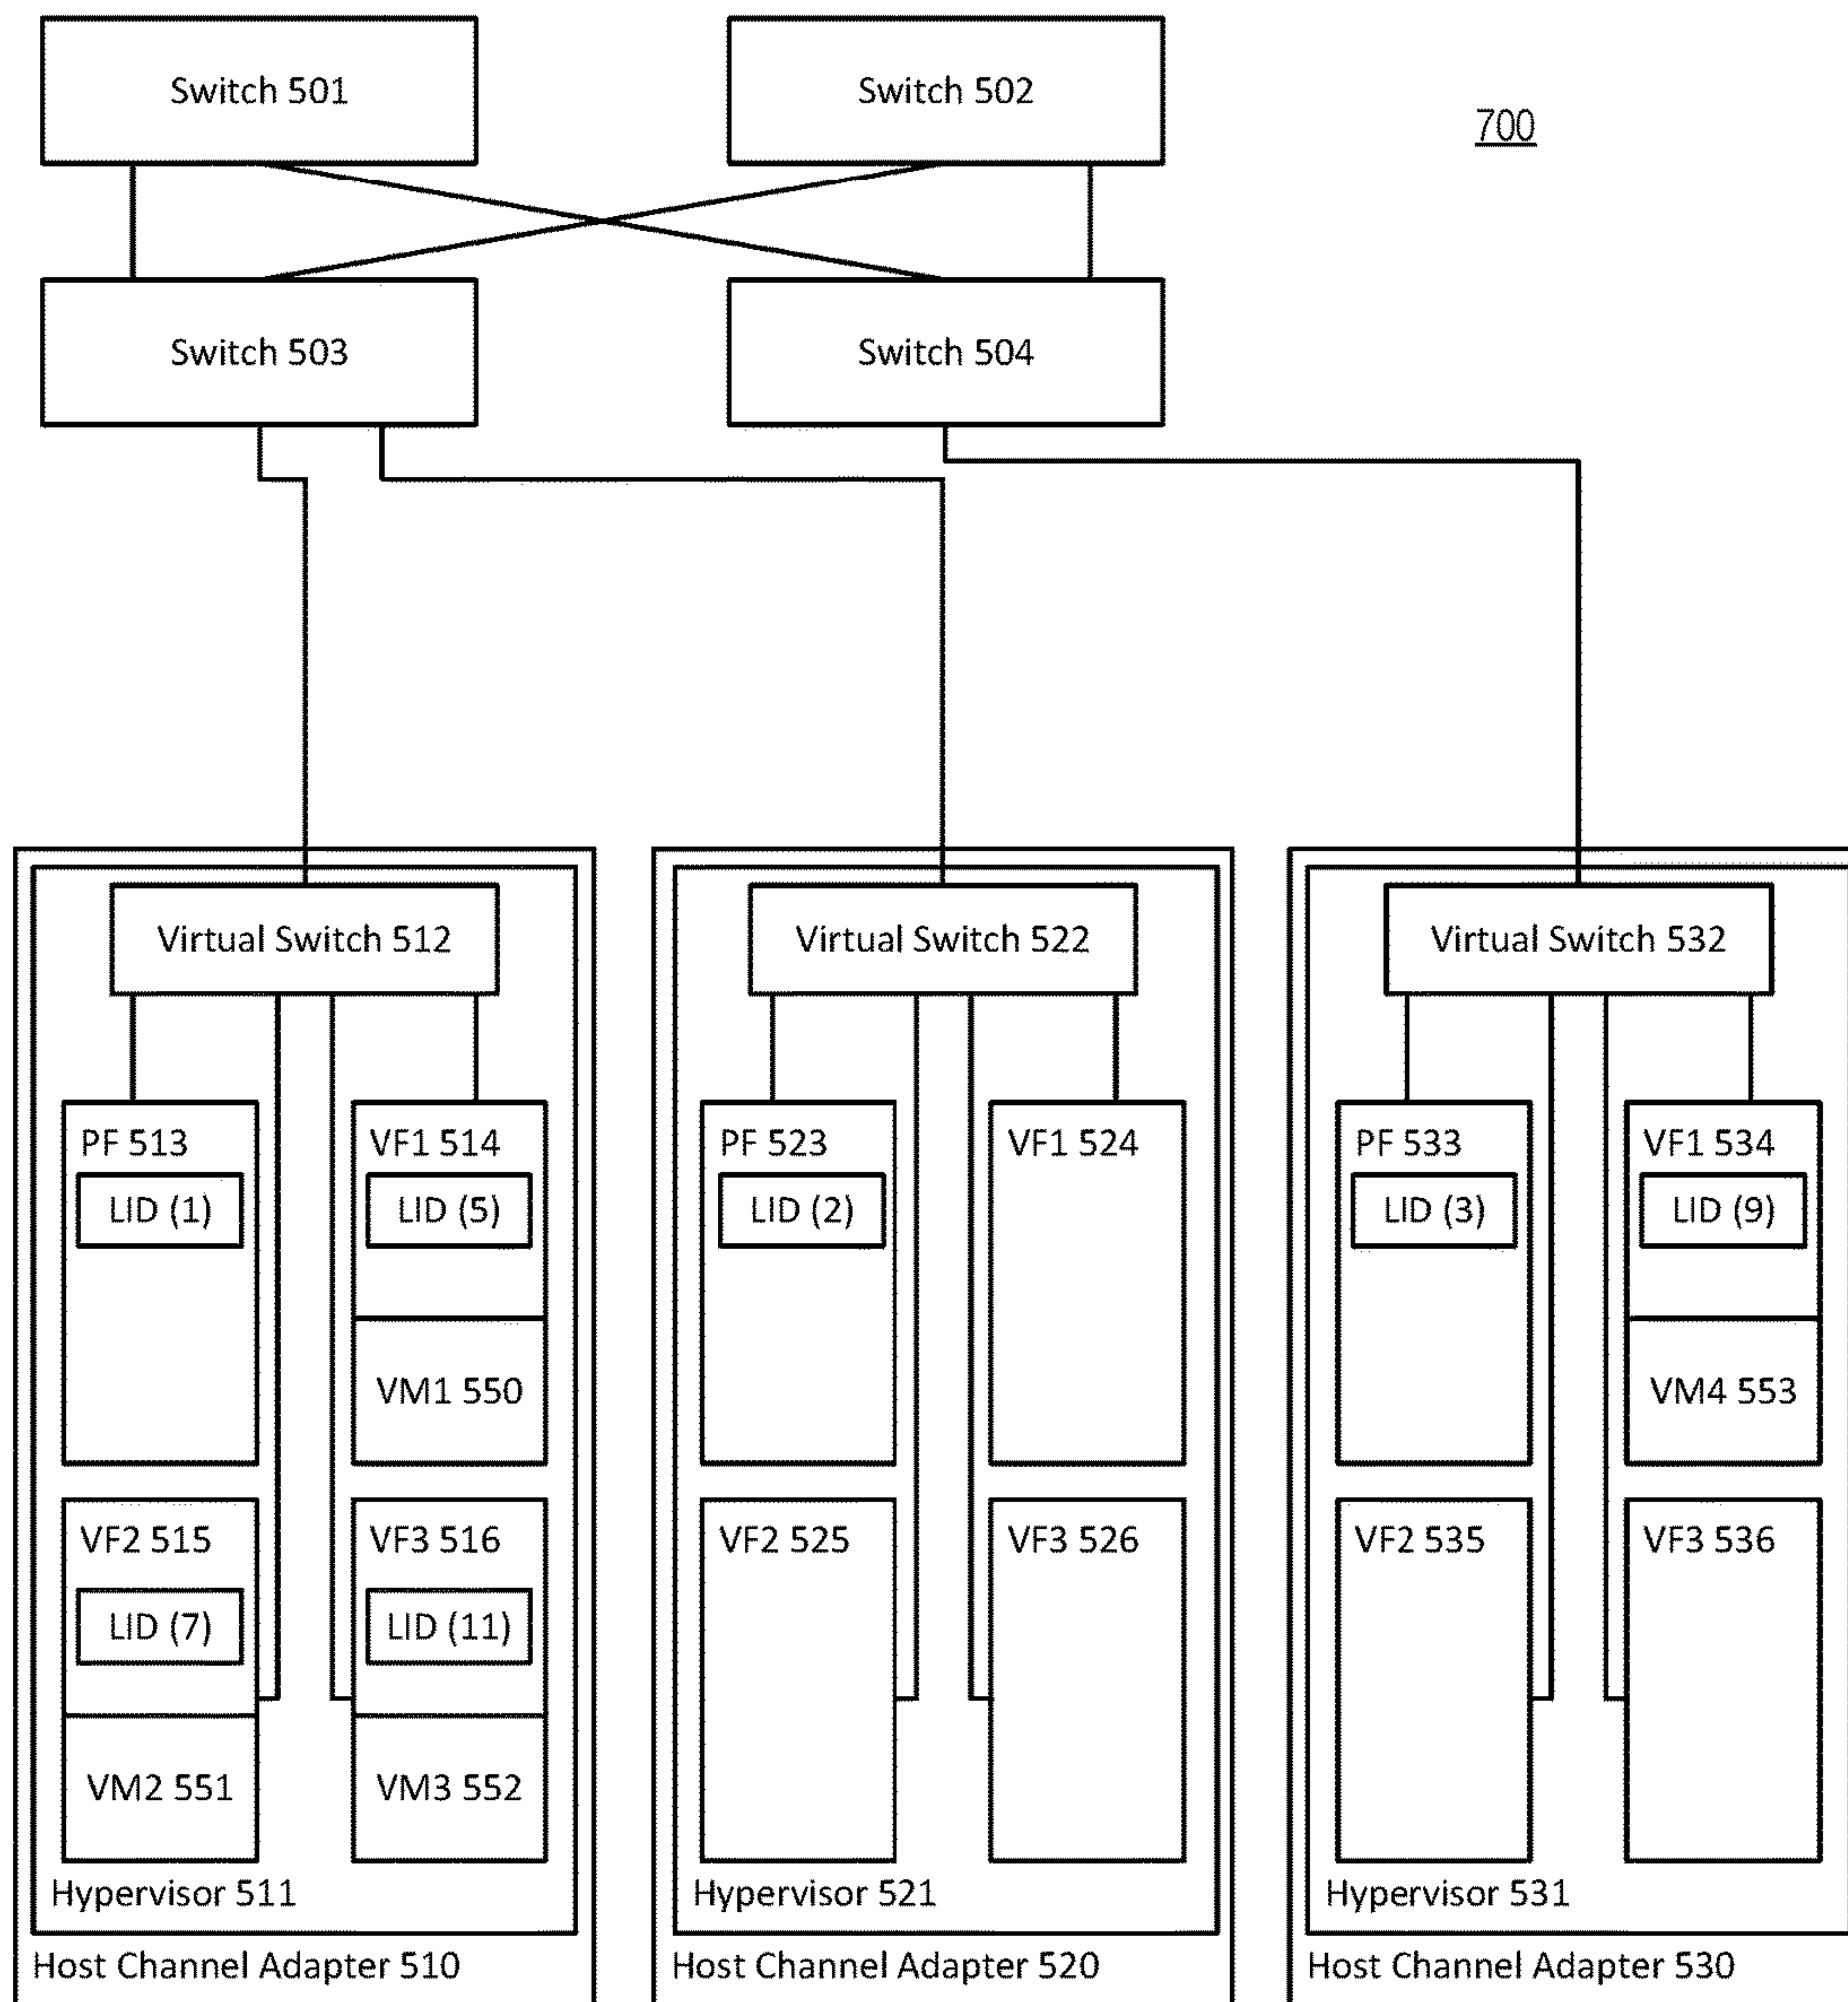 Switch 501
Switch 502
700
Switch 503
Switch 504
Virtual Switch 512
Virtual Switch 522
Virtual Switch 532
PF 513
LID (1)
VF1 514
LID (5)
VM1 550
PF 523
LID (2)
VF1 524
PF 533
LID (3)
VF1 534
LID (9)
VM4 553
VF2 515
LID (7)
VM2 551
VF3 516
LID (11)
VM3 552
VF2 525
VF3 526
VF2 535
VF3 536
Hypervisor 511
Hypervisor 521
Hypervisor 531
Host Channel Adapter 510
Host Channel Adapter 520
Host Channel Adapter 530